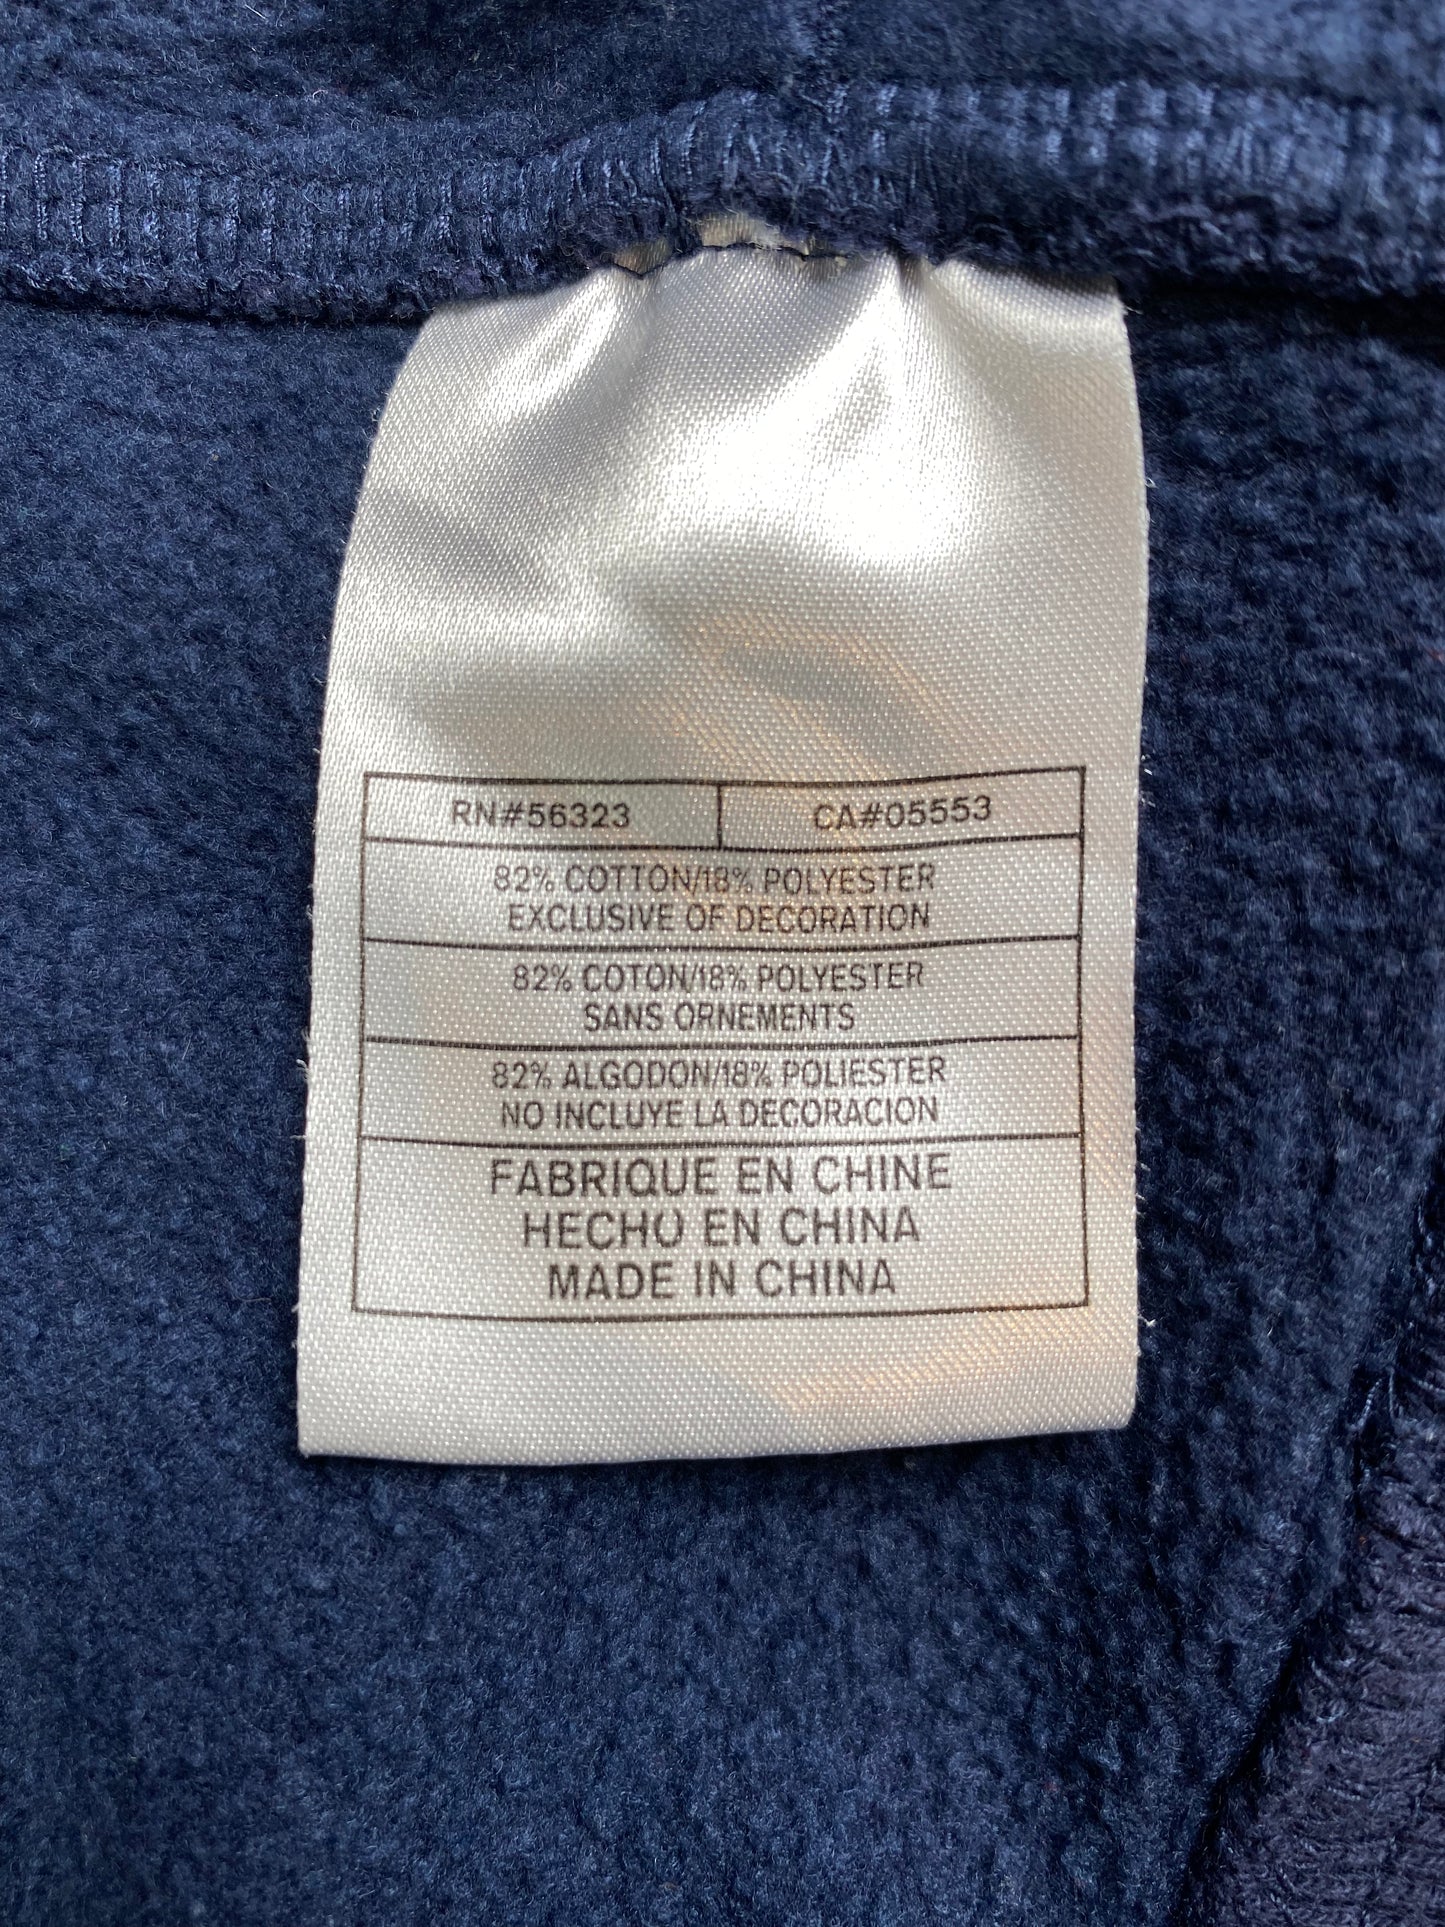 RN#56323 CA#05553
82% COTTON/18% POLYESTER
EXCLUSIVE OF DECORATION
82% COTON/18% POLYESTER
SANS ORNEMENTS
82% ALGODON/18% POLIESTER
NO INCLUYE LA DECORACION
FABRIQUE EN CHINE
HECHO EN CHINA
MADE IN CHINA